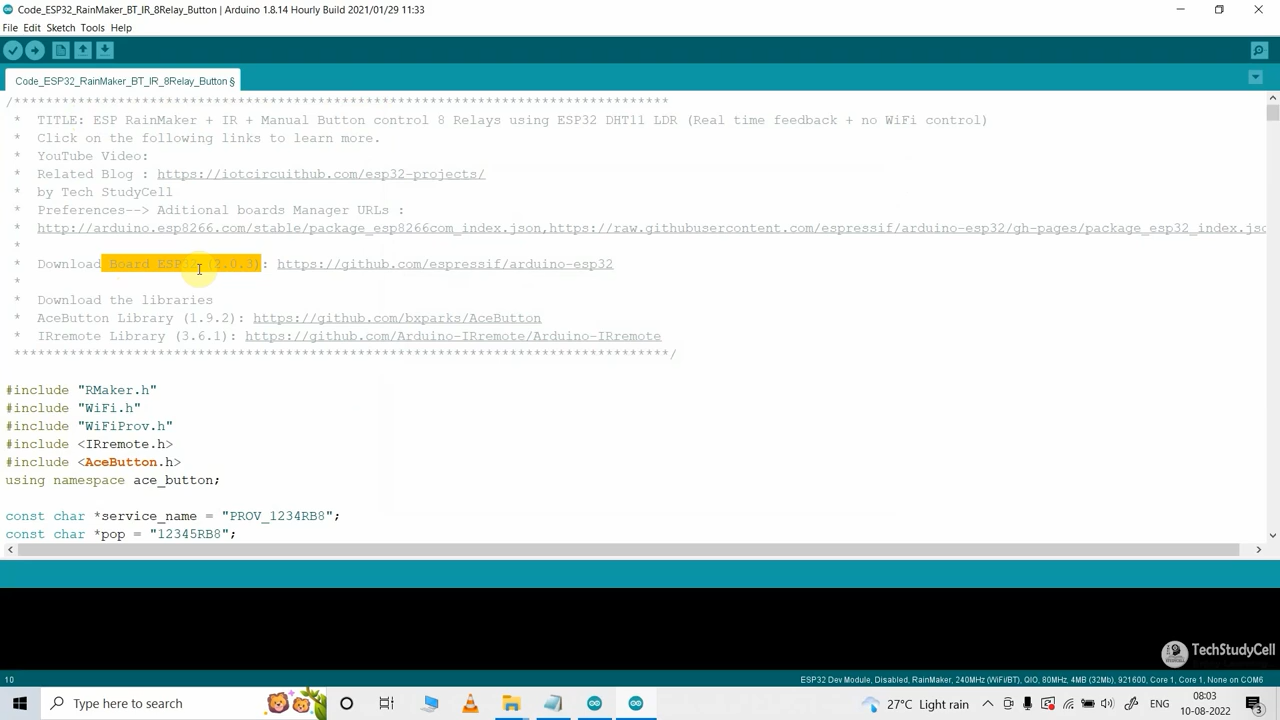 Code_ESP32_RainMaker_BT_IR_8Relay_Button | Arduino 1.8.14 Hourly Build 2021/01/29 11:33
File Edit Sketch Tools Help
Code_ESP32_RainMaker_BT_IR_8Relay_Button §
/**********************************************************************************
* TITLE: ESP RainMaker + IR + Manual Button control 8 Relays using ESP32 DHT11 LDR (Real time feedback + no WiFi control)
* Click on the following links to learn more.
* YouTube Video:
* Related Blog : https://iotcircuithub.com/esp32-projects/
* by Tech StudyCell
* Preferences--> Aditional boards Manager URLs :
* http://arduino.esp8266.com/stable/package_esp8266com_index.json,https://raw.githubusercontent.com/espressif/arduino-esp32/gh-pages/package_esp32_index.jso
*
* Download Board ESP32 (2.0.3): https://github.com/espressif/arduino-esp32
*
* Download the libraries
* AceButton Library (1.9.2): https://github.com/bxparks/AceButton
* IRremote Library (3.6.1): https://github.com/Arduino-IRremote/Arduino-IRremote
**********************************************************************************/
#include "RMaker.h"
#include "WiFi.h"
#include "WiFiProv.h"
#include <IRremote.h>
#include <AceButton.h>
using namespace ace_button;
const char *service_name = "PROV_1234RB8";
const char *pop = "12345RB8";
TechStudyCell
10
ESP32 Dev Module, Disabled, RainMaker, 240MHz (WiFi/BT), QIO, 80MHz, 4MB (32Mb), 921600, Core 1, Core 1, None on COM6
Type here to search
27°C Light rain
ENG
08:03
10-08-2022
3